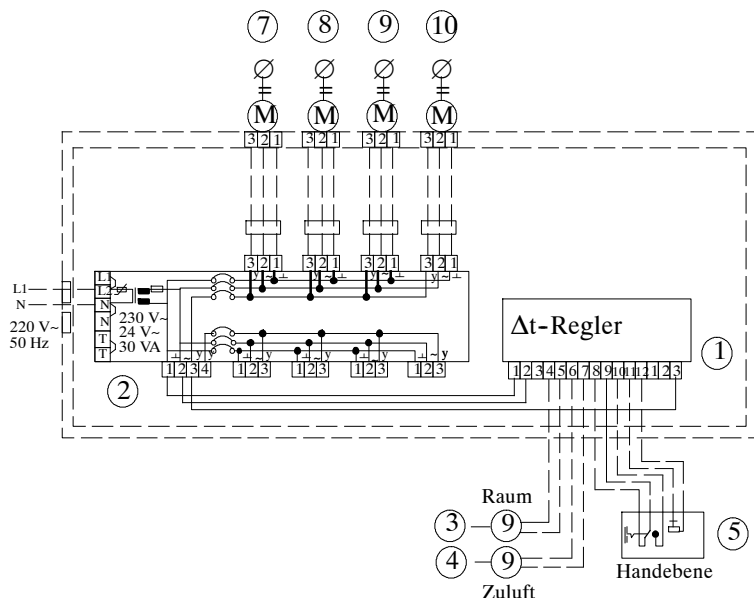 7 8 9 10
M M M M
3 2 1 3 2 1 3 2 1 3 2 1
3 2 1 3 2 1 3 2 1 3 2 1
y ~ ⊥ y ~ ⊥ y ~ ⊥ y ~ ⊥
L1
L1 L2
N N
N
T
T
220 V~
50 Hz
230 V~
24 V~
30 VA
Δt-Regler
1
⊥ ~ y y ⊥ ~ y ⊥ ~ y ⊥ ~ y ⊥ ~ y
1 2 3 4 1 2 3 1 2 3 1 2 3 1 2 3
1 2 3 4 5 6 7 8 9 10 11 12 1 2 3
2
Raum
3 9
5
4 9
Handebene
Zuluft